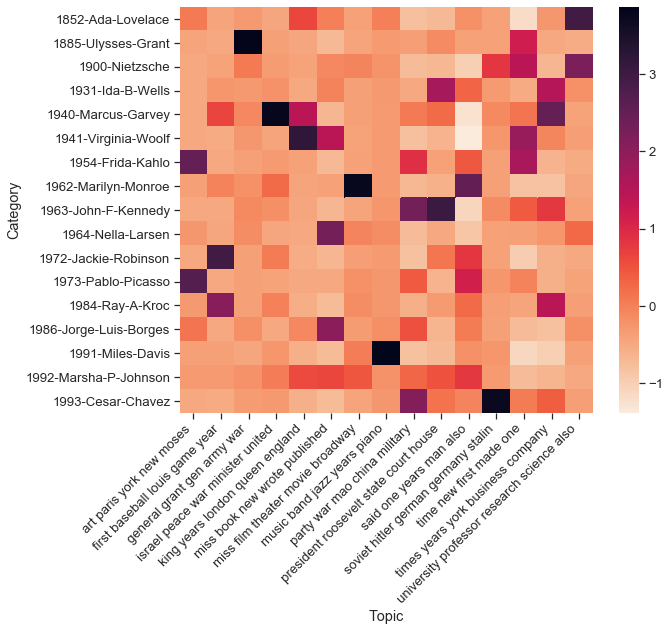 1852-Ada-Lovelace
1885-Ulysses-Grant
1900-Nietzsche
1931-Ida-B-Wells
1940-Marcus-Garvey
1941-Virginia-Woolf
1954-Frida-Kahlo
1962-Marilyn-Monroe
1963-John-F-Kennedy
1964-Nella-Larsen
1972-Jackie-Robinson
1973-Pablo-Picasso
1984-Ray-A-Kroc
1986-Jorge-Luis-Borges
1991-Miles-Davis
1992-Marsha-P-Johnson
1993-Cesar-Chavez
Category
art paris york new moses
first baseball louis game year
general grant gen army war
israel peace war minister united
king years london queen england
miss book new wrote published
miss film theater movie broadway
music band jazz years piano
party war mao china military
president roosevelt state court house
said one years man also
soviet hitler german germany stalin
time new first made one
times years york business company
university professor research science also
Topic
3
2
1
0
−1